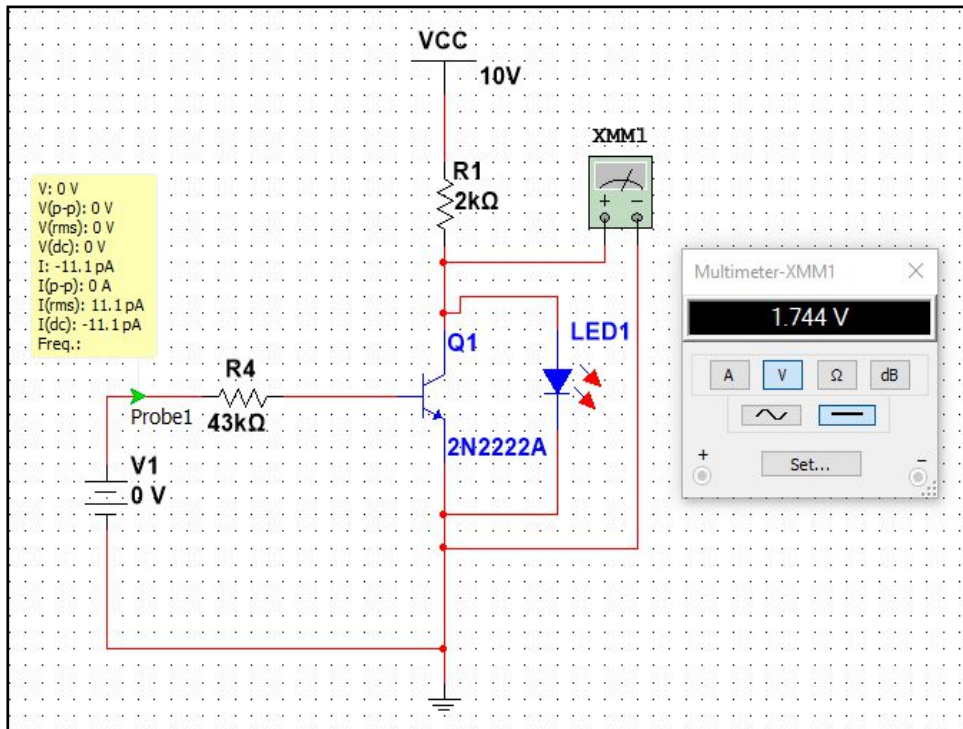 VCC
10V
XMM1
R1
2kΩ
+ −
V: 0 V
V(p-p): 0 V
V(rms): 0 V
V(dc): 0 V
I: -11.1 pA
I(p-p): 0 A
I(rms): 11.1 pA
I(dc): -11.1 pA
Freq.:
Multimeter-XMM1
1.744 V
A V Ω dB
+ −
Set...
Q1
LED1
R4
Probe1
43kΩ
2N2222A
V1
0 V